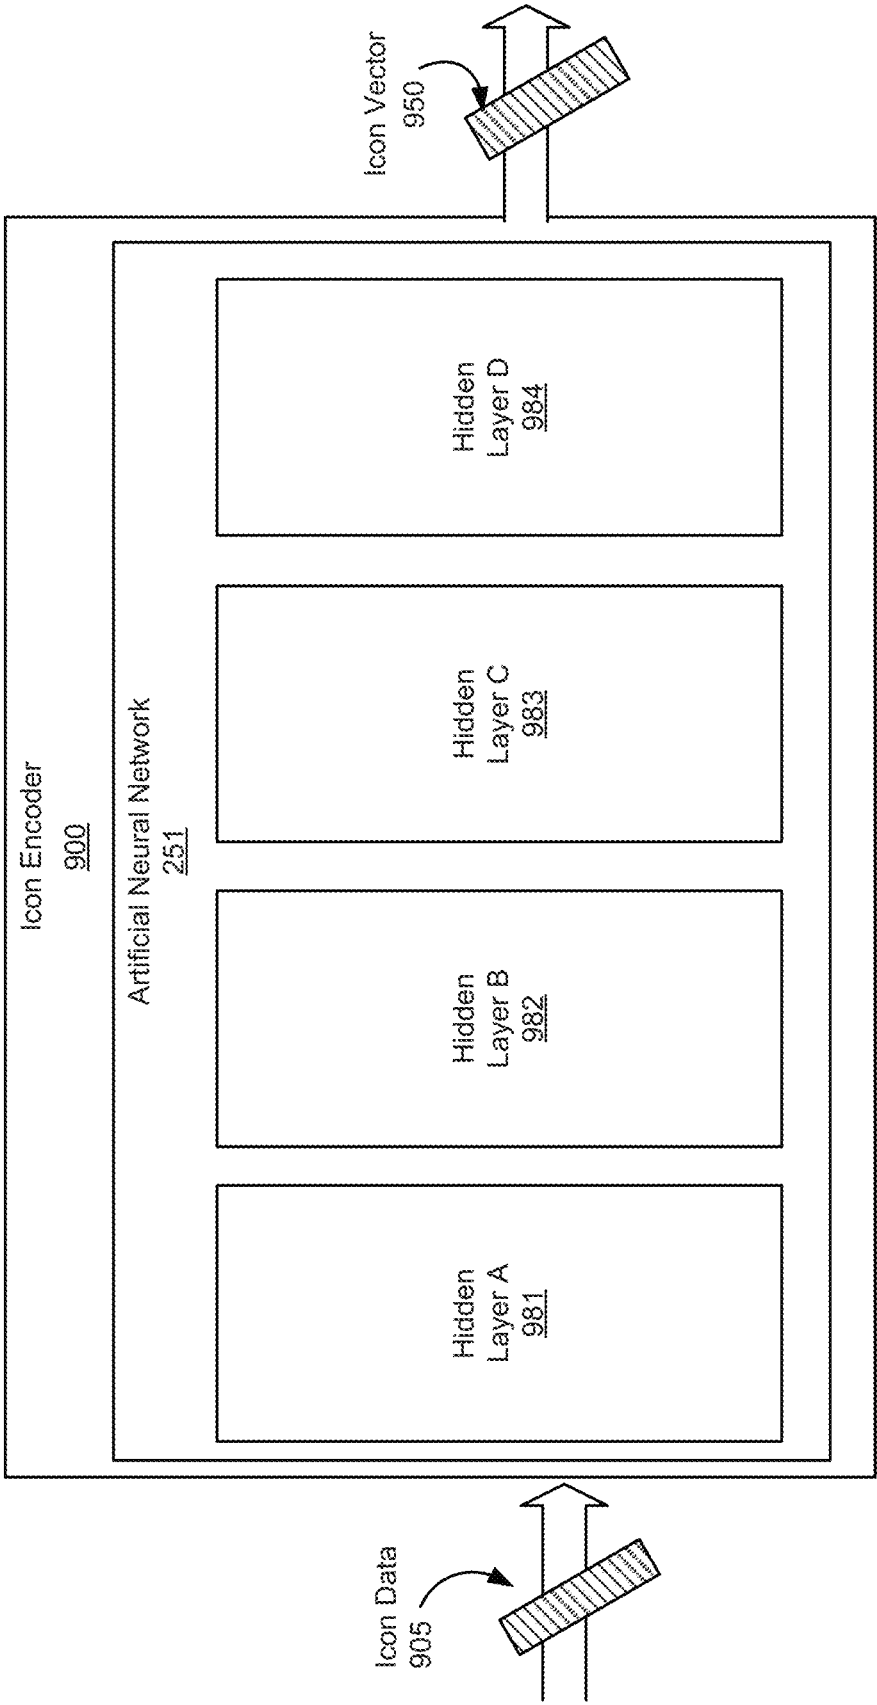 Icon Encoder
900
Artificial Neural Network
251
Icon Data
905
Hidden
Layer A
981
Hidden
Layer B
982
Hidden
Layer C
983
Hidden
Layer D
984
Icon Vector
950